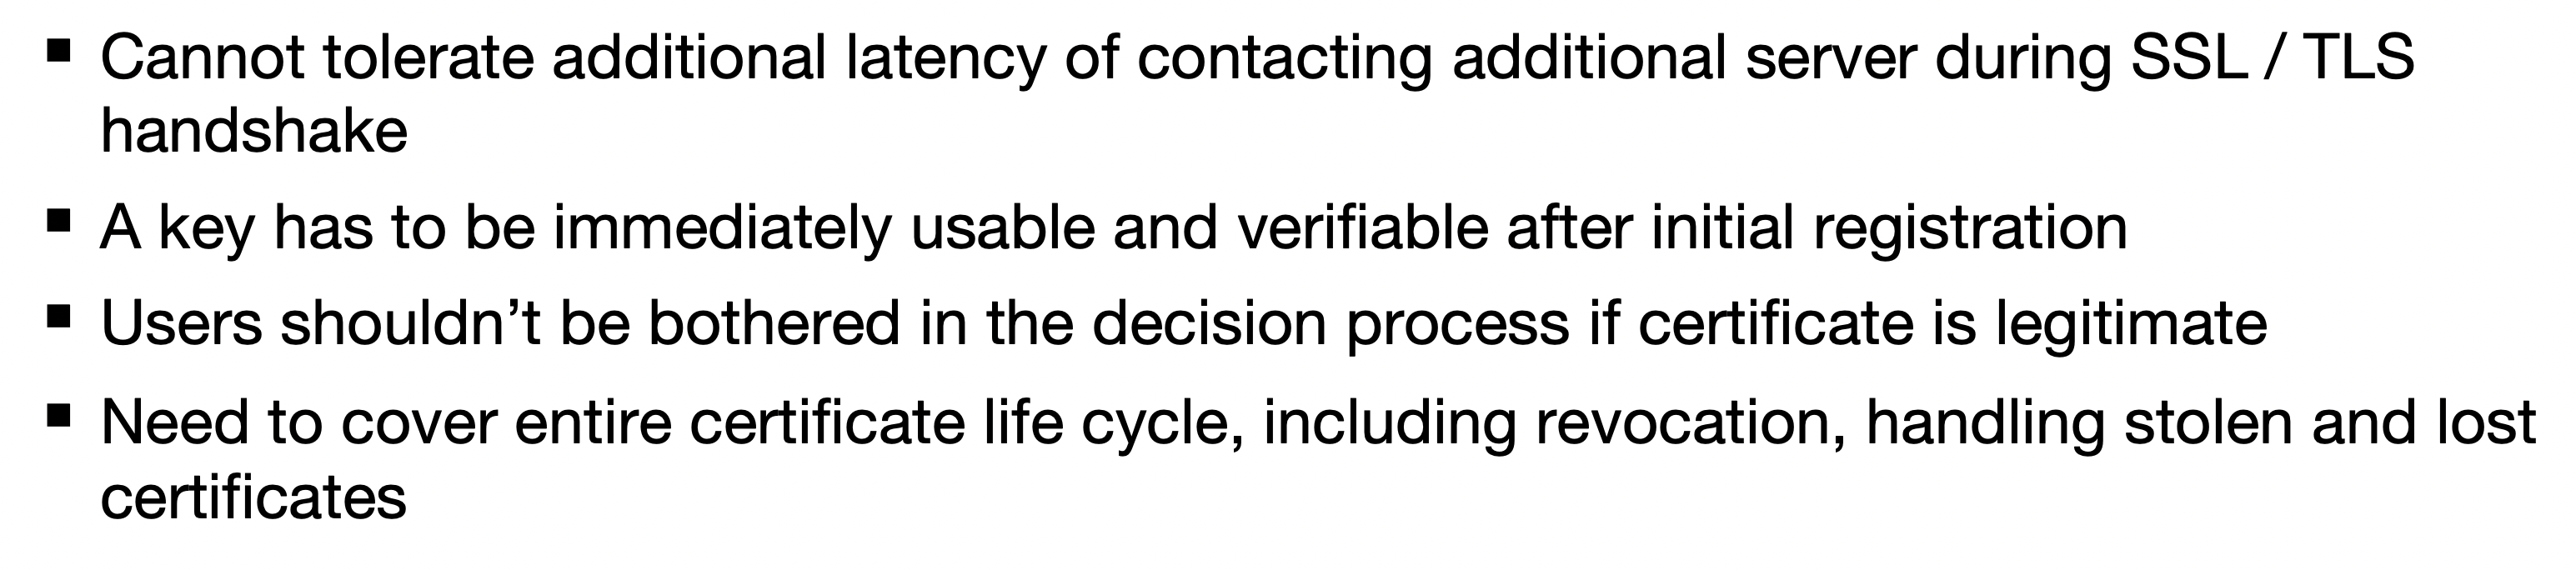 ▪ Cannot tolerate additional latency of contacting additional server during SSL / TLS
handshake
▪ A key has to be immediately usable and verifiable after initial registration
▪ Users shouldn’t be bothered in the decision process if certificate is legitimate
▪ Need to cover entire certificate life cycle, including revocation, handling stolen and lost
certificates